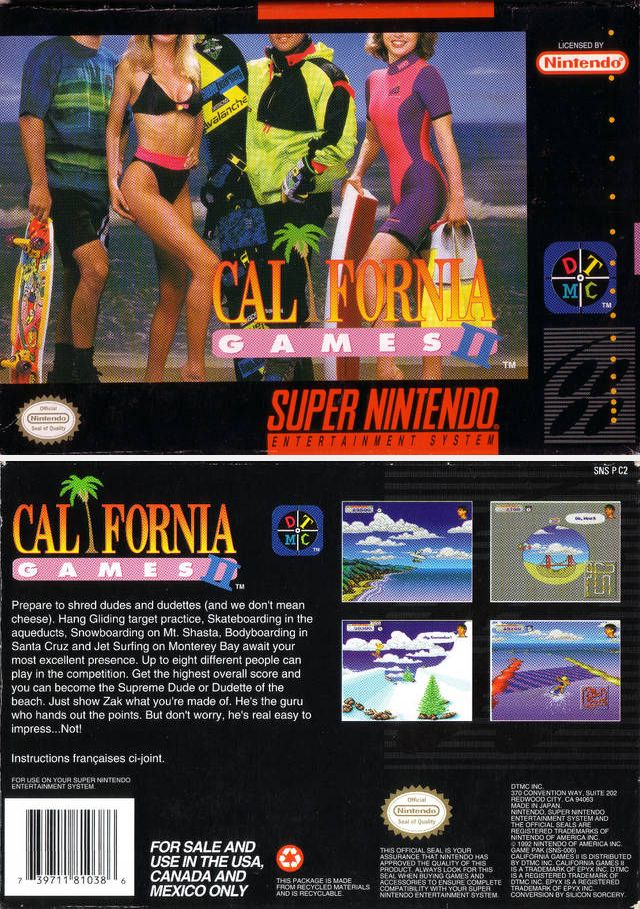 LICENSED BY
Nintendo®
avalanche
D T
M C
TM
CALIFORNIA
GAMES II
TM
Official
Nintendo
Seal of Quality
SUPER NINTENDO®
ENTERTAINMENT SYSTEM
SNS P C2
CALIFORNIA
GAMES II
TM
D T
M C
TM
Prepare to shred dudes and dudettes (and we don't mean
cheese). Hang Gliding target practice, Skateboarding in the
aqueducts, Snowboarding on Mt. Shasta, Bodyboarding in
Santa Cruz and Jet Surfing on Monterey Bay await your
most excellent presence. Up to eight different people can
play in the competition. Get the highest overall score and
you can become the Supreme Dude or Dudette of the
beach. Just show Zak what you're made of. He's the guru
who hands out the points. But don't worry, he's real easy to
impress...Not!
Instructions françaises ci-joint.
FOR USE ON YOUR SUPER NINTENDO
ENTERTAINMENT SYSTEM.
7 39711 81038 6
FOR SALE AND
USE IN THE USA,
CANADA AND
MEXICO ONLY
THIS PACKAGE IS MADE
FROM RECYCLED MATERIALS
AND IS RECYCLABLE.
Official
Nintendo
Seal of Quality
THIS OFFICIAL SEAL IS YOUR
ASSURANCE THAT NINTENDO HAS
APPROVED THE QUALITY OF THIS
PRODUCT. ALWAYS LOOK FOR THIS
SEAL WHEN BUYING GAMES AND
ACCESSORIES TO ENSURE COMPLETE
COMPATIBILITY WITH YOUR SUPER
NINTENDO ENTERTAINMENT SYSTEM.
DTMC INC.
370 CONVENTION WAY, SUITE 202
REDWOOD CITY, CA 94063
MADE IN JAPAN.
NINTENDO, SUPER NINTENDO
ENTERTAINMENT SYSTEM AND
THE OFFICIAL SEALS ARE
REGISTERED TRADEMARKS OF
NINTENDO OF AMERICA INC.
© 1992 NINTENDO OF AMERICA INC.
GAME PAK (SNS-006)
CALIFORNIA GAMES II IS DISTRIBUTED
BY DTMC INC. CALIFORNIA GAMES II
IS A TRADEMARK OF EPYX INC. DTMC
IS A REGISTERED TRADEMARK OF
DTMC INC. EPYX IS A REGISTERED
TRADEMARK OF EPYX INC.
CONVERSION BY SILICON SORCERY.